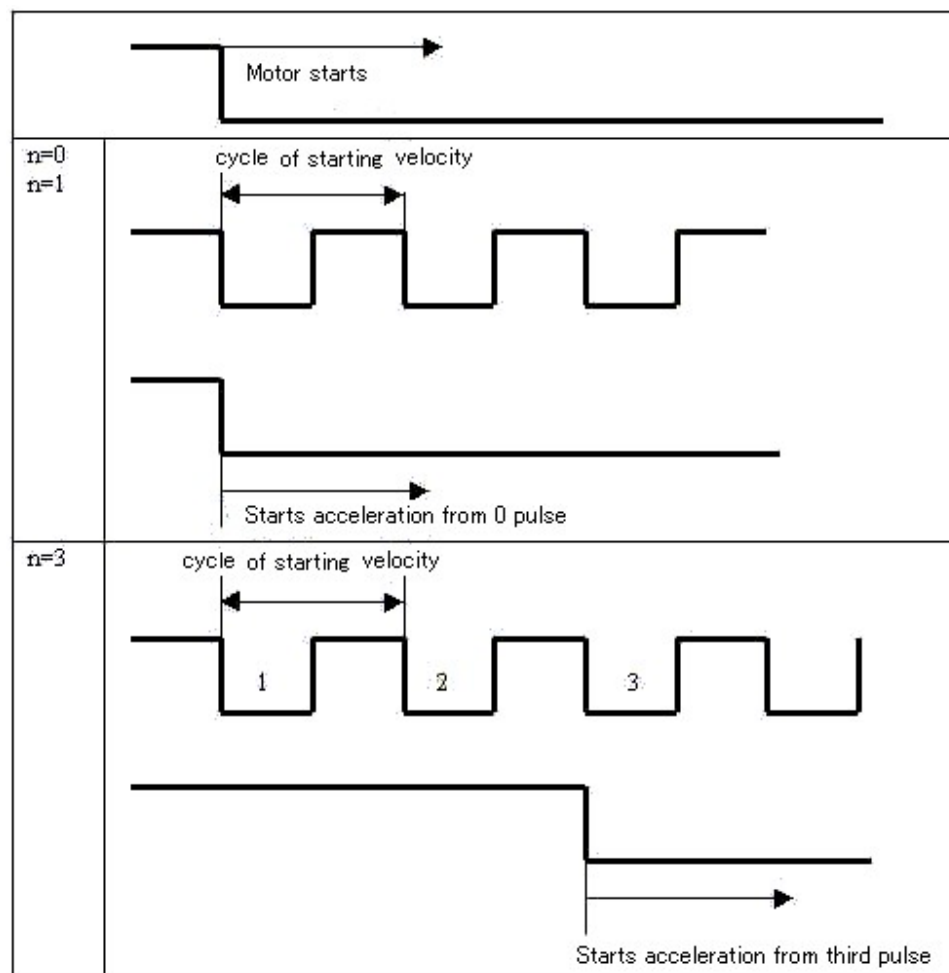 Motor starts
n=0
n=1
cycle of starting velocity
Starts acceleration from 0 pulse
n=3
cycle of starting velocity
1
2
3
Starts acceleration from third pulse